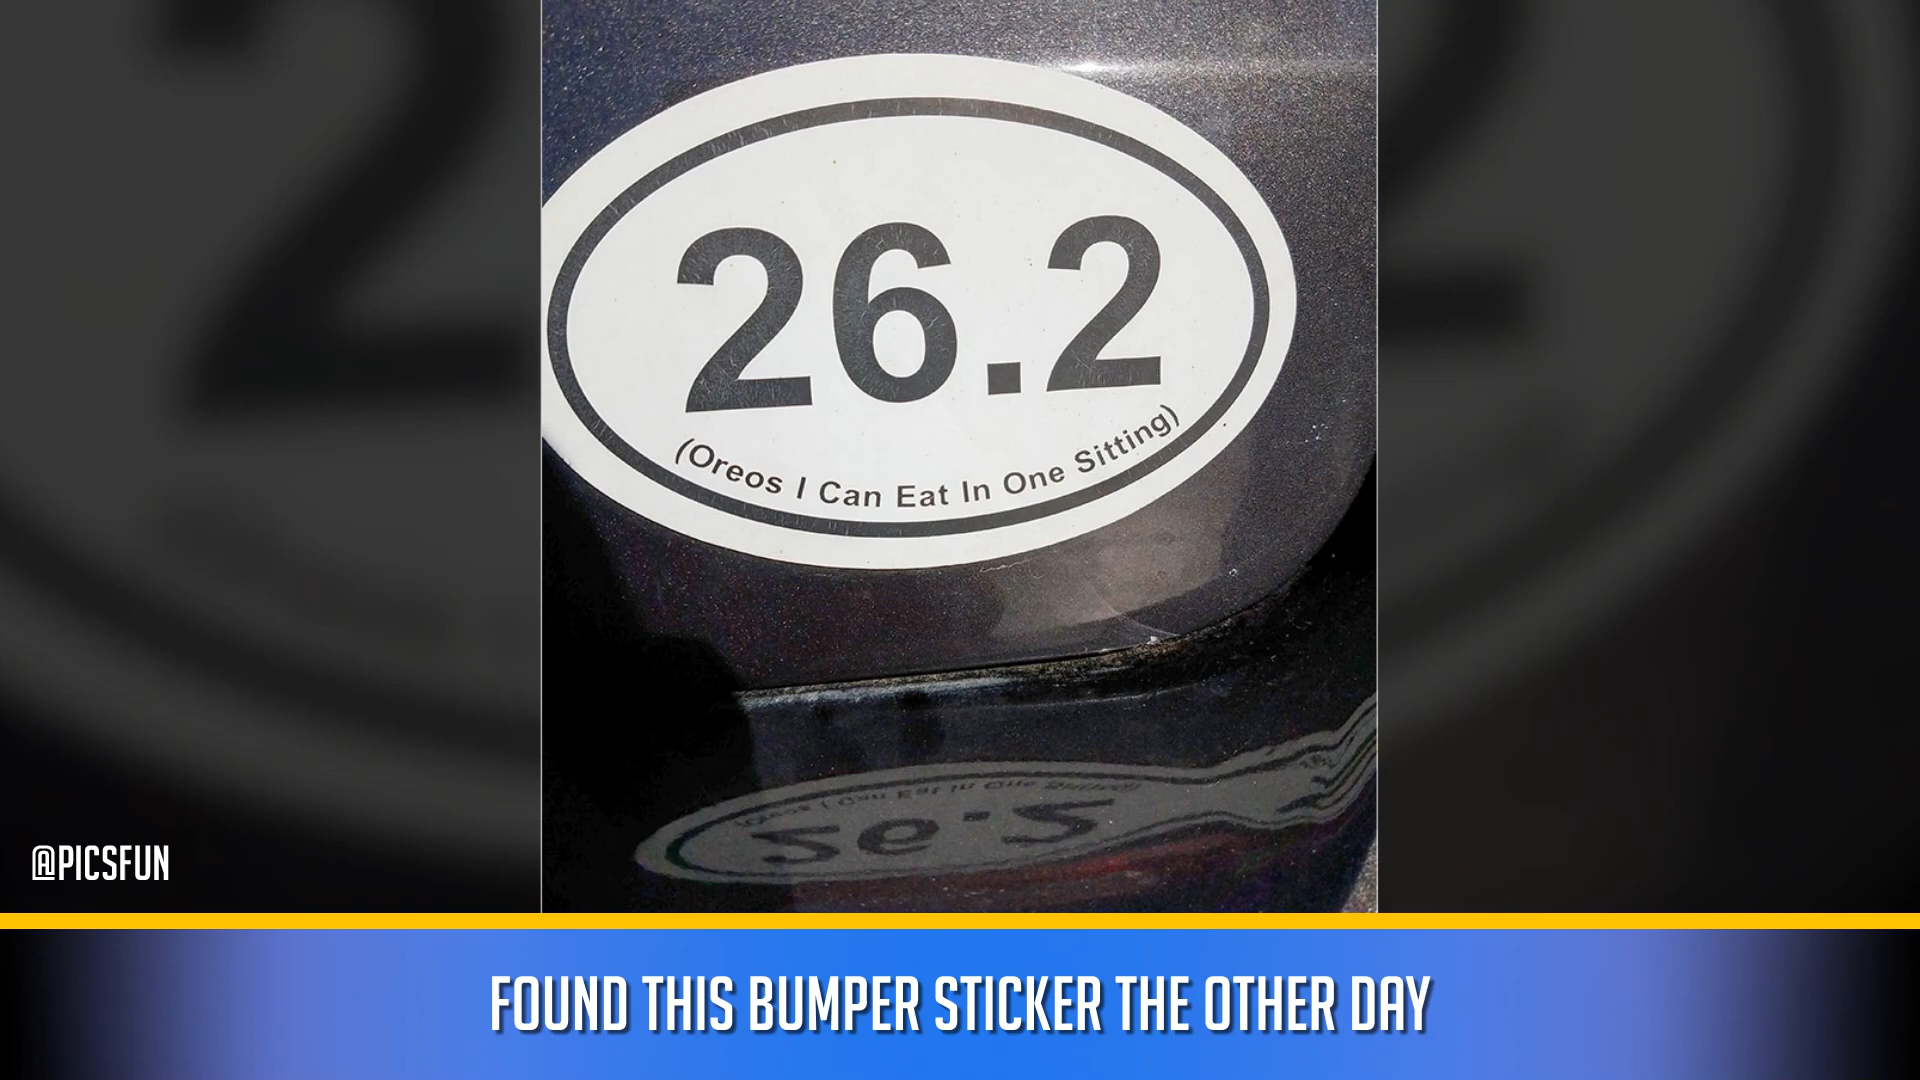 26.2
(Oreos I Can Eat In One Sitting)
@PICSFUN
FOUND THIS BUMPER STICKER THE OTHER DAY